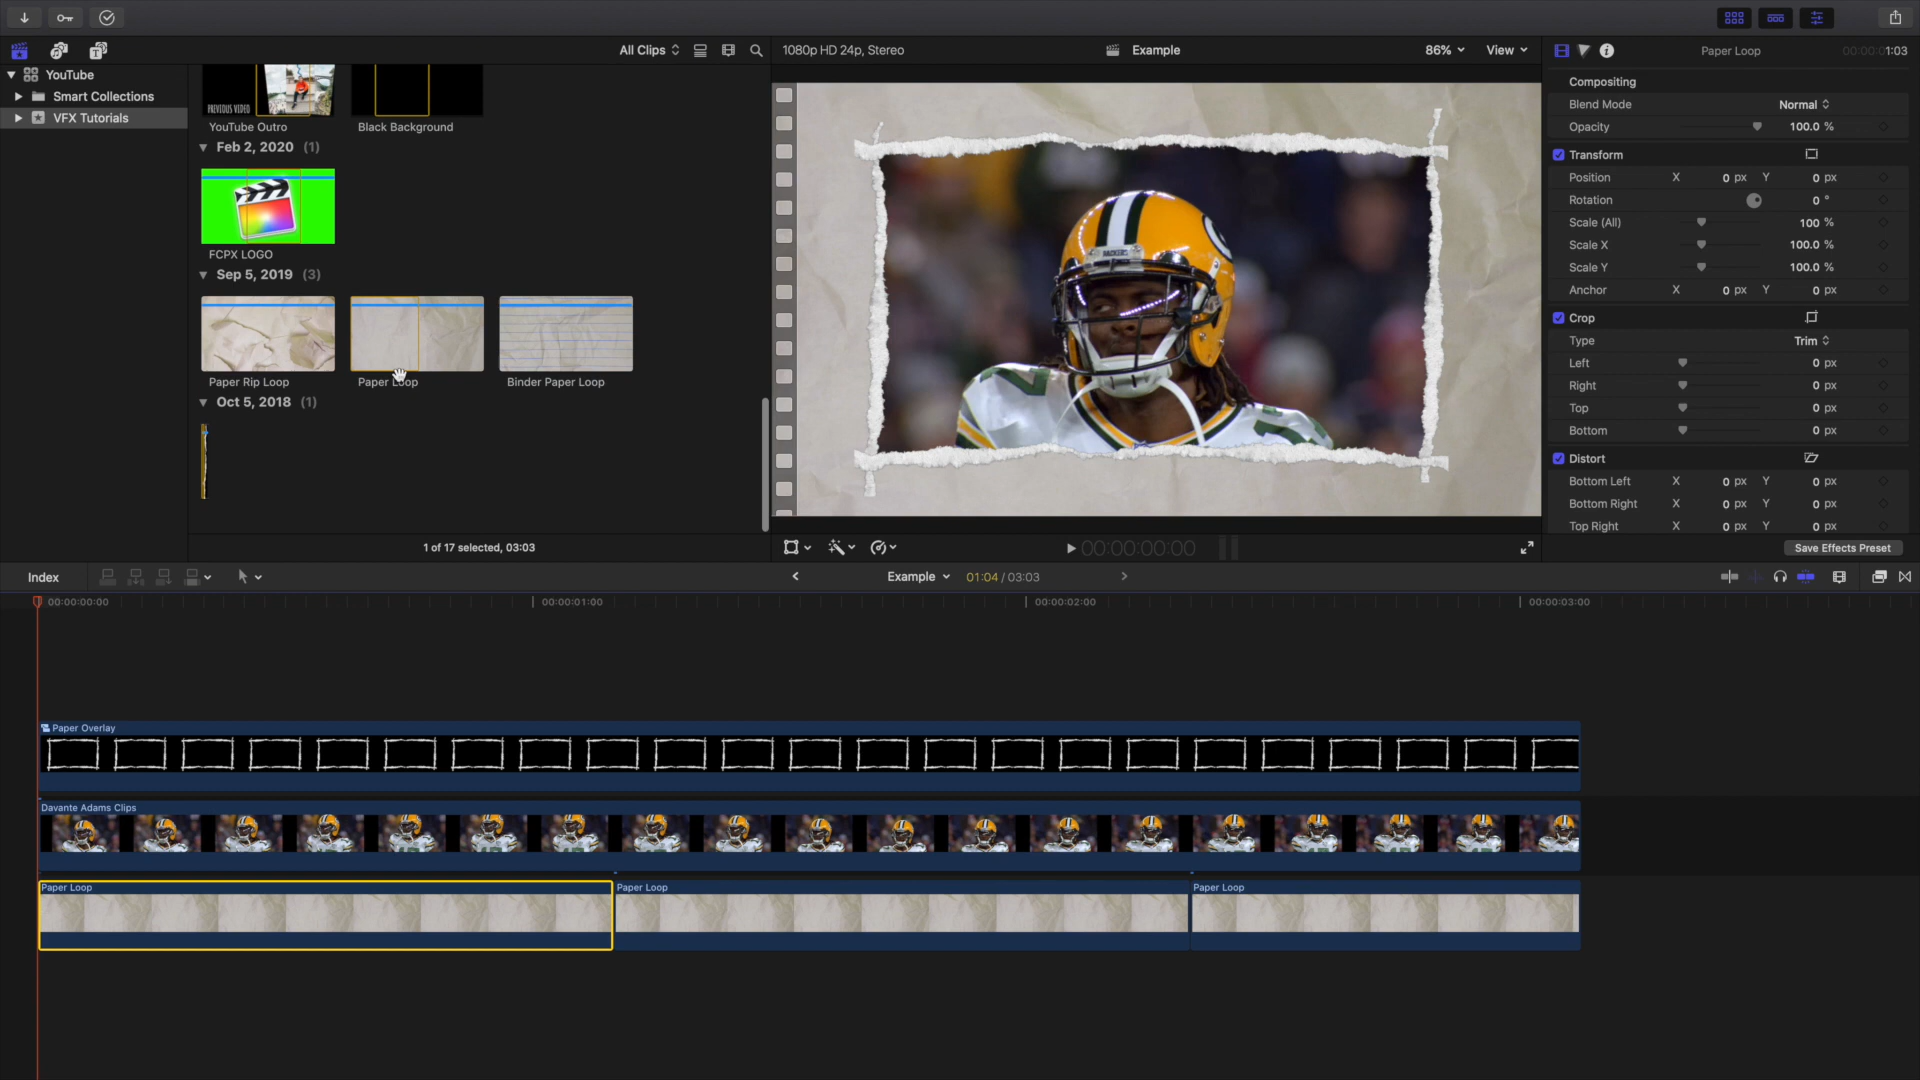 All Clips
1080p HD 24p, Stereo
Example
86%
View
Paper Loop
00:00:01:03
YouTube
Smart Collections
VFX Tutorials
PREVIOUS VIDEO
YouTube Outro
Black Background
Feb 2, 2020 (1)
FCPX LOGO
Sep 5, 2019 (3)
Paper Rip Loop
Paper Loop
Binder Paper Loop
Oct 5, 2018 (1)
1 of 17 selected, 03:03
PACKERS
00:00:00:00
Compositing
Blend Mode Normal
Opacity 100.0 %
Transform
Position X 0 px Y 0 px
Rotation 0 °
Scale (All) 100 %
Scale X 100.0 %
Scale Y 100.0 %
Anchor X 0 px Y 0 px
Crop
Type Trim
Left 0 px
Right 0 px
Top 0 px
Bottom 0 px
Distort
Bottom Left X 0 px Y 0 px
Bottom Right X 0 px Y 0 px
Top Right X 0 px Y 0 px
Save Effects Preset
Index
Example
01:04 / 03:03
00:00:00:00
00:00:01:00
00:00:02:00
00:00:03:00
Paper Overlay
Davante Adams Clips
Paper Loop
Paper Loop
Paper Loop